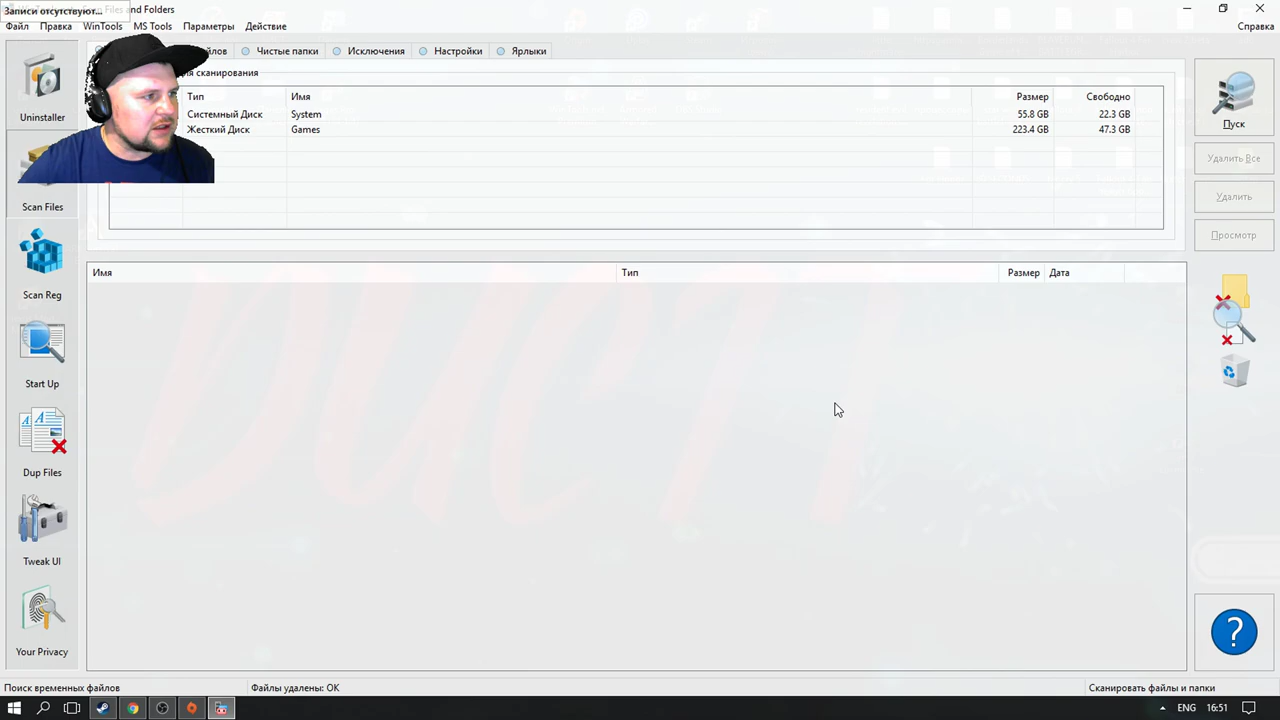 Записи отсутствуют...
Files and Folders
Файл Правка WinTools MS Tools Параметры Действие Справка
Чистые папки Исключения Настройки Ярлыки
сканирования
Тип Имя Размер Свободно
Системный Диск System 55.8 GB 22.3 GB
Жесткий Диск Games 223.4 GB 47.3 GB
Пуск
Удалить Все
Удалить
Просмотр
Uninstaller
Scan Files
Scan Reg
Start Up
Dup Files
Tweak UI
Your Privacy
Имя Тип Размер Дата
?
Поиск временных файлов Файлы удалены: OK Сканировать файлы и папки
ENG 16:51